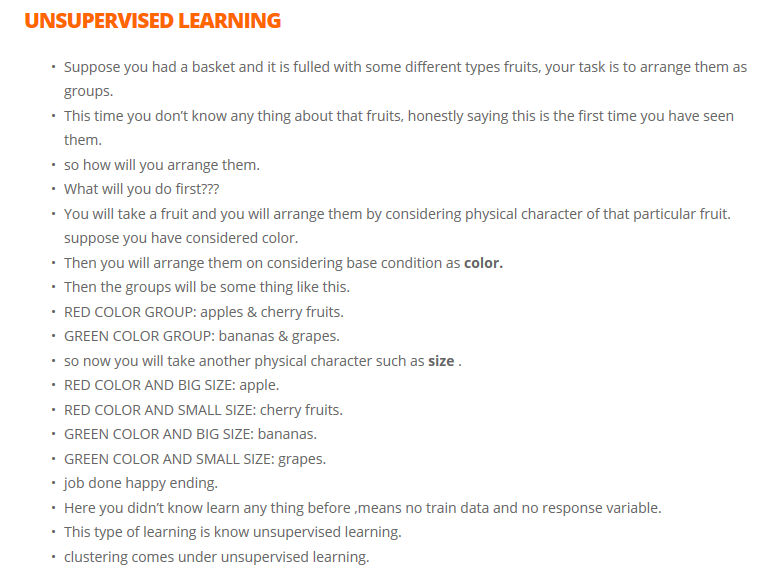 UNSUPERVISED LEARNING
• Suppose you had a basket and it is fulled with some different types fruits, your task is to arrange them as
groups.
• This time you don't know any thing about that fruits, honestly saying this is the first time you have seen
them.
• so how will you arrange them.
• What will you do first???
• You will take a fruit and you will arrange them by considering physical character of that particular fruit.
suppose you have considered color.
• Then you will arrange them on considering base condition as color.
• Then the groups will be some thing like this.
• RED COLOR GROUP: apples & cherry fruits.
• GREEN COLOR GROUP: bananas & grapes.
• so now you will take another physical character such as size .
• RED COLOR AND BIG SIZE: apple.
• RED COLOR AND SMALL SIZE: cherry fruits.
• GREEN COLOR AND BIG SIZE: bananas.
• GREEN COLOR AND SMALL SIZE: grapes.
• job done happy ending.
• Here you didn't know learn any thing before ,means no train data and no response variable.
• This type of learning is know unsupervised learning.
• clustering comes under unsupervised learning.